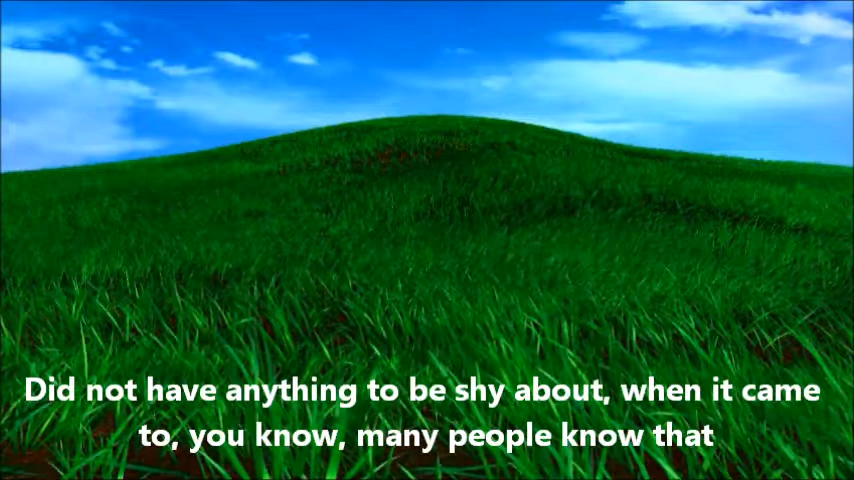 Did not have anything to be shy about, when it came
to, you know, many people know that